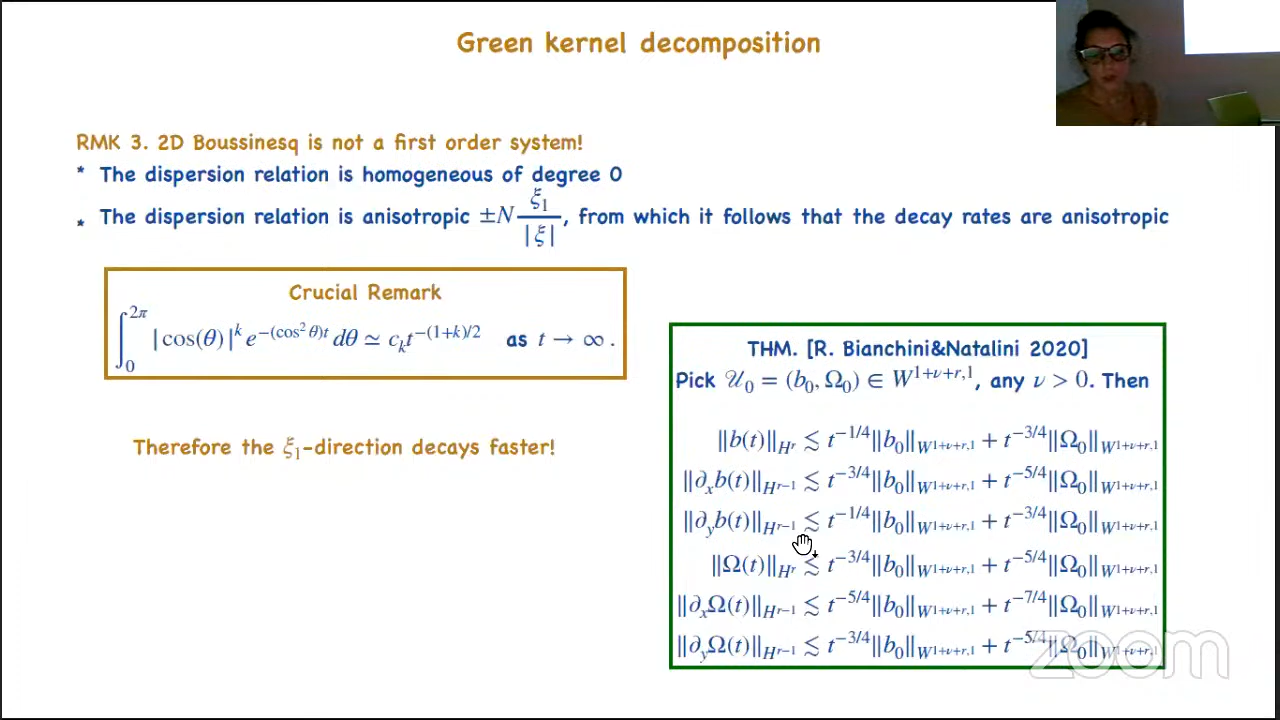 Green kernel decomposition
RMK 3. 2D Boussinesq is not a first order system!
* The dispersion relation is homogeneous of degree 0
* The dispersion relation is anisotropic ±N ξ₁/|ξ|, from which it follows that the decay rates are anisotropic
Crucial Remark
∫₀^{2π} |cos(θ)|^k e^{−(cos² θ)t} dθ ≃ c_k t^{−(1+k)/2} as t → ∞ .
Therefore the ξ₁-direction decays faster!
THM. [R. Bianchini&Natalini 2020]
Pick 𝒰₀ = (b₀, Ω₀) ∈ W^{1+ν+r,1}, any ν > 0. Then
‖b(t)‖_{H^r} ≲ t^{−1/4}‖b₀‖_{W^{1+ν+r,1}} + t^{−3/4}‖Ω₀‖_{W^{1+ν+r,1}}
‖∂_x b(t)‖_{H^{r−1}} ≲ t^{−3/4}‖b₀‖_{W^{1+ν+r,1}} + t^{−5/4}‖Ω₀‖_{W^{1+ν+r,1}}
‖∂_y b(t)‖_{H^{r−1}} ≲ t^{−1/4}‖b₀‖_{W^{1+ν+r,1}} + t^{−3/4}‖Ω₀‖_{W^{1+ν+r,1}}
‖Ω(t)‖_{H^r} ≲ t^{−3/4}‖b₀‖_{W^{1+ν+r,1}} + t^{−5/4}‖Ω₀‖_{W^{1+ν+r,1}}
‖∂_x Ω(t)‖_{H^{r−1}} ≲ t^{−5/4}‖b₀‖_{W^{1+ν+r,1}} + t^{−7/4}‖Ω₀‖_{W^{1+ν+r,1}}
‖∂_y Ω(t)‖_{H^{r−1}} ≲ t^{−3/4}‖b₀‖_{W^{1+ν+r,1}} + t^{−5/4}‖Ω₀‖_{W^{1+ν+r,1}}
zoom